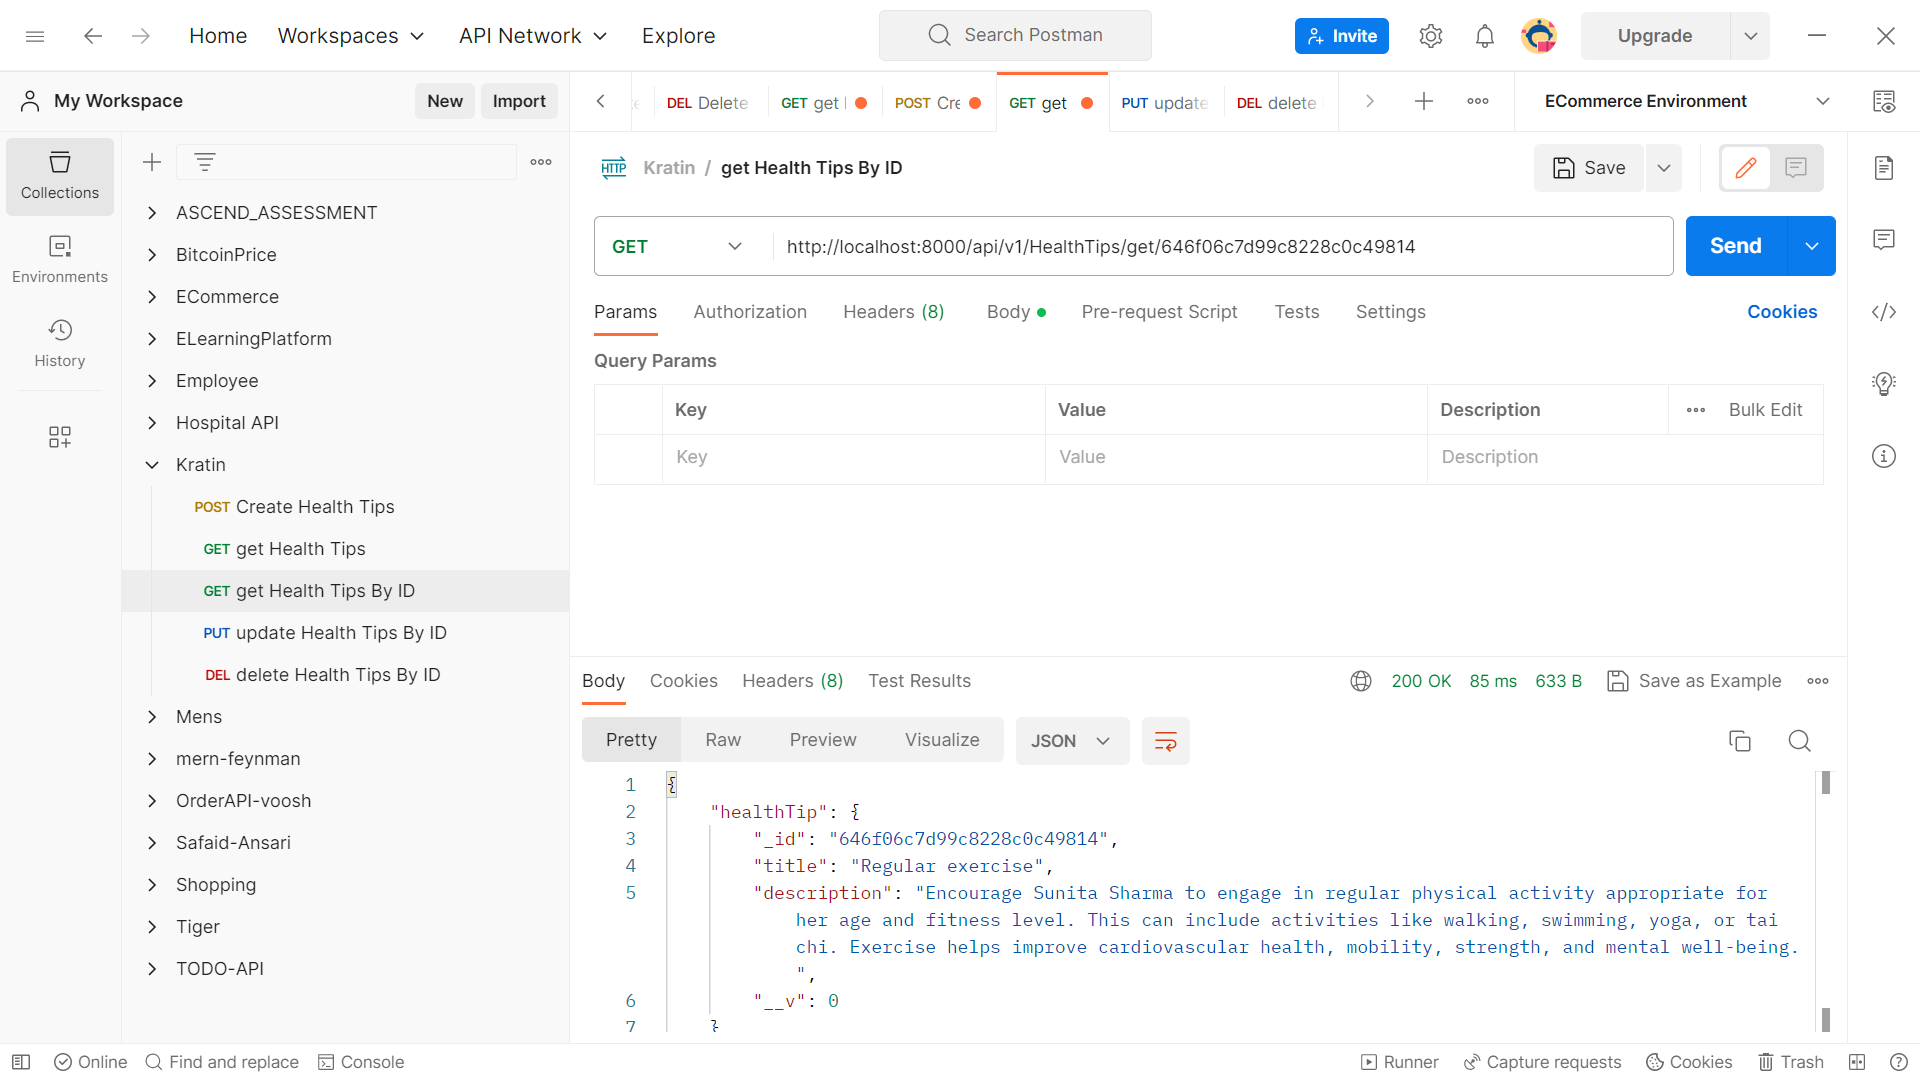 Home Workspaces API Network Explore Search Postman Invite Upgrade
My Workspace New Import
DEL Delete GET get POST Cre GET get PUT update DEL delete ECommerce Environment
Collections
Environments
History
ASCEND_ASSESSMENT
BitcoinPrice
ECommerce
ELearningPlatform
Employee
Hospital API
Kratin
POST Create Health Tips
GET get Health Tips
GET get Health Tips By ID
PUT update Health Tips By ID
DEL delete Health Tips By ID
Mens
mern-feynman
OrderAPI-voosh
Safaid-Ansari
Shopping
Tiger
TODO-API
HTTP Kratin / get Health Tips By ID Save
GET http://localhost:8000/api/v1/HealthTips/get/646f06c7d99c8228c0c49814 Send
Params Authorization Headers (8) Body Pre-request Script Tests Settings Cookies
Query Params
Key Value Description Bulk Edit
Key Value Description
Body Cookies Headers (8) Test Results 200 OK 85 ms 633 B Save as Example
Pretty Raw Preview Visualize JSON
1 {
2 "healthTip": {
3 "_id": "646f06c7d99c8228c0c49814",
4 "title": "Regular exercise",
5 "description": "Encourage Sunita Sharma to engage in regular physical activity appropriate for
her age and fitness level. This can include activities like walking, swimming, yoga, or tai
chi. Exercise helps improve cardiovascular health, mobility, strength, and mental well-being.
",
6 "__v": 0
7 }
Online Find and replace Console Runner Capture requests Cookies Trash